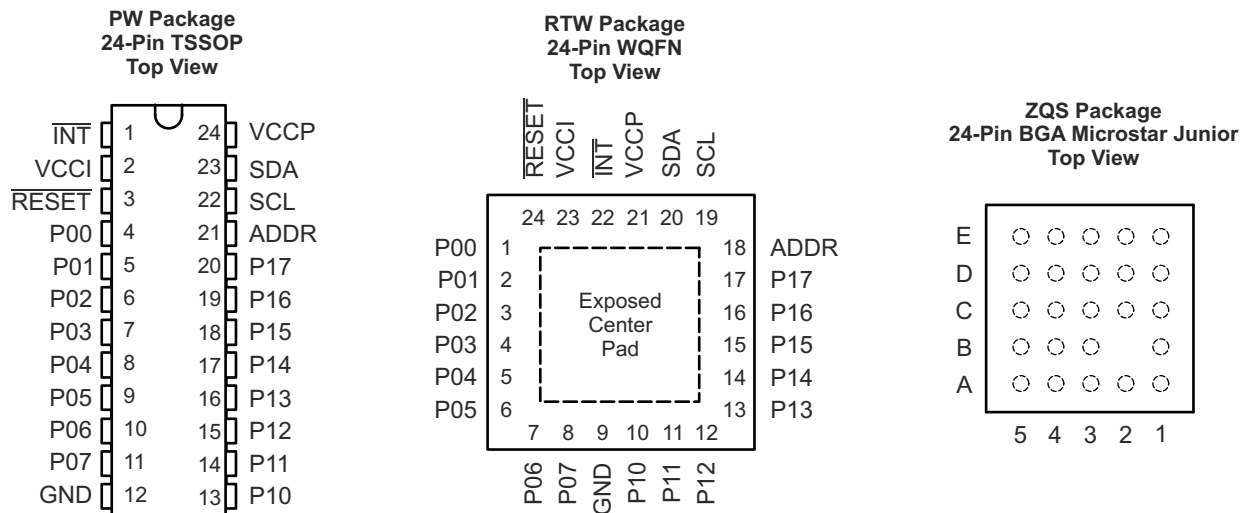 PW Package
24-Pin TSSOP
Top View
INT 1 24 VCCP
VCCI 2 23 SDA
RESET 3 22 SCL
P00 4 21 ADDR
P01 5 20 P17
P02 6 19 P16
P03 7 18 P15
P04 8 17 P14
P05 9 16 P13
P06 10 15 P12
P07 11 14 P11
GND 12 13 P10
RTW Package
24-Pin WQFN
Top View
RESET VCCI INT VCCP SDA SCL
24 23 22 21 20 19
P00 1 18 ADDR
P01 2 17 P17
P02 3 16 P16
P03 4 15 P15
P04 5 14 P14
P05 6 13 P13
Exposed
Center
Pad
7 8 9 10 11 12
P06 P07 GND P10 P11 P12
ZQS Package
24-Pin BGA Microstar Junior
Top View
E
D
C
B
A
5 4 3 2 1